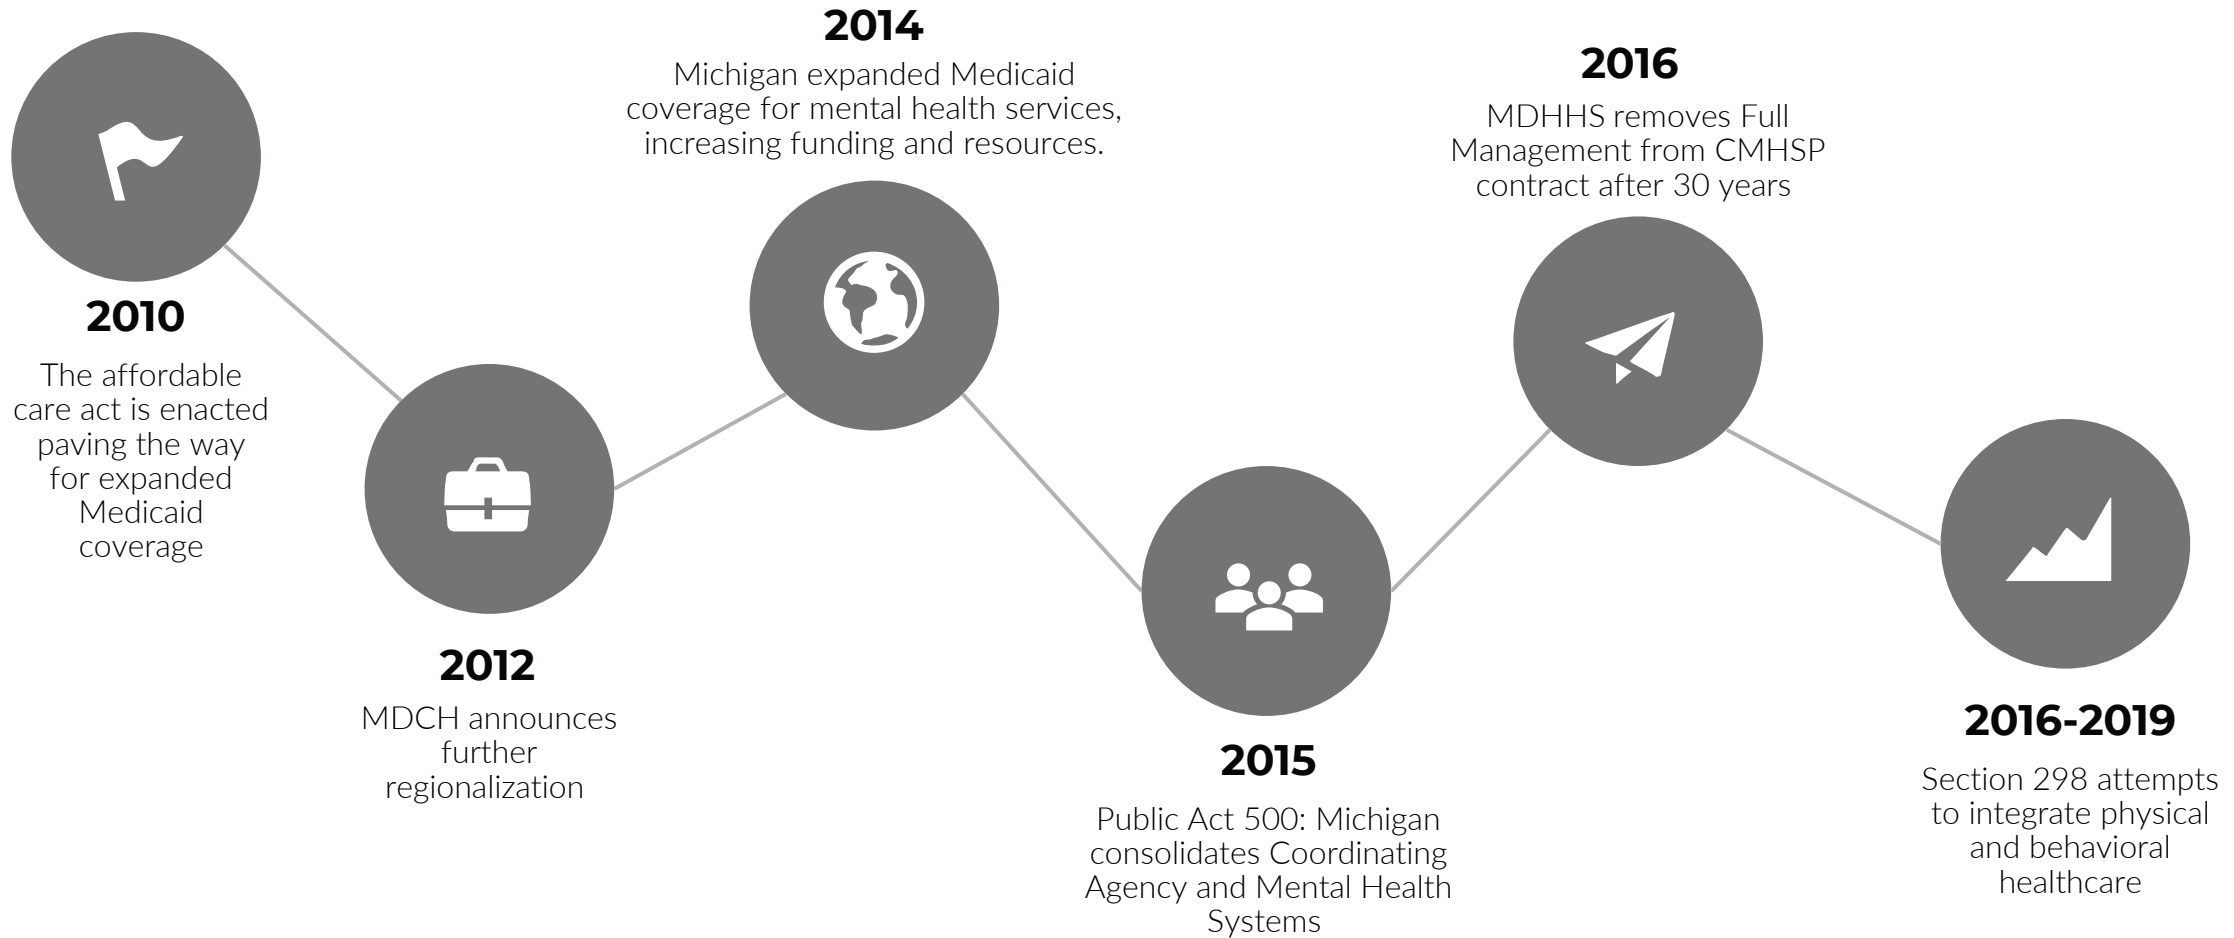 2010
The affordable
care act is enacted
paving the way
for expanded
Medicaid
coverage
2012
MDCH announces
further
regionalization
2014
Michigan expanded Medicaid
coverage for mental health services,
increasing funding and resources.
2015
Public Act 500: Michigan
consolidates Coordinating
Agency and Mental Health
Systems
2016
MDHHS removes Full
Management from CMHSP
contract after 30 years
2016-2019
Section 298 attempts
to integrate physical
and behavioral
healthcare